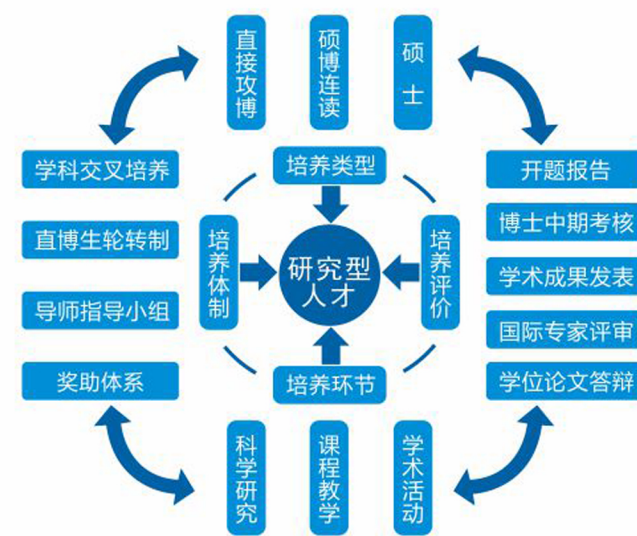 直接攻博
硕博连读
硕士
培养类型
学科交叉培养
直博生轮转制
导师指导小组
奖助体系
培养体制
研究型
人才
培养评价
开题报告
博士中期考核
学术成果发表
国际专家评审
学位论文答辩
培养环节
科学研究
课程教学
学术活动